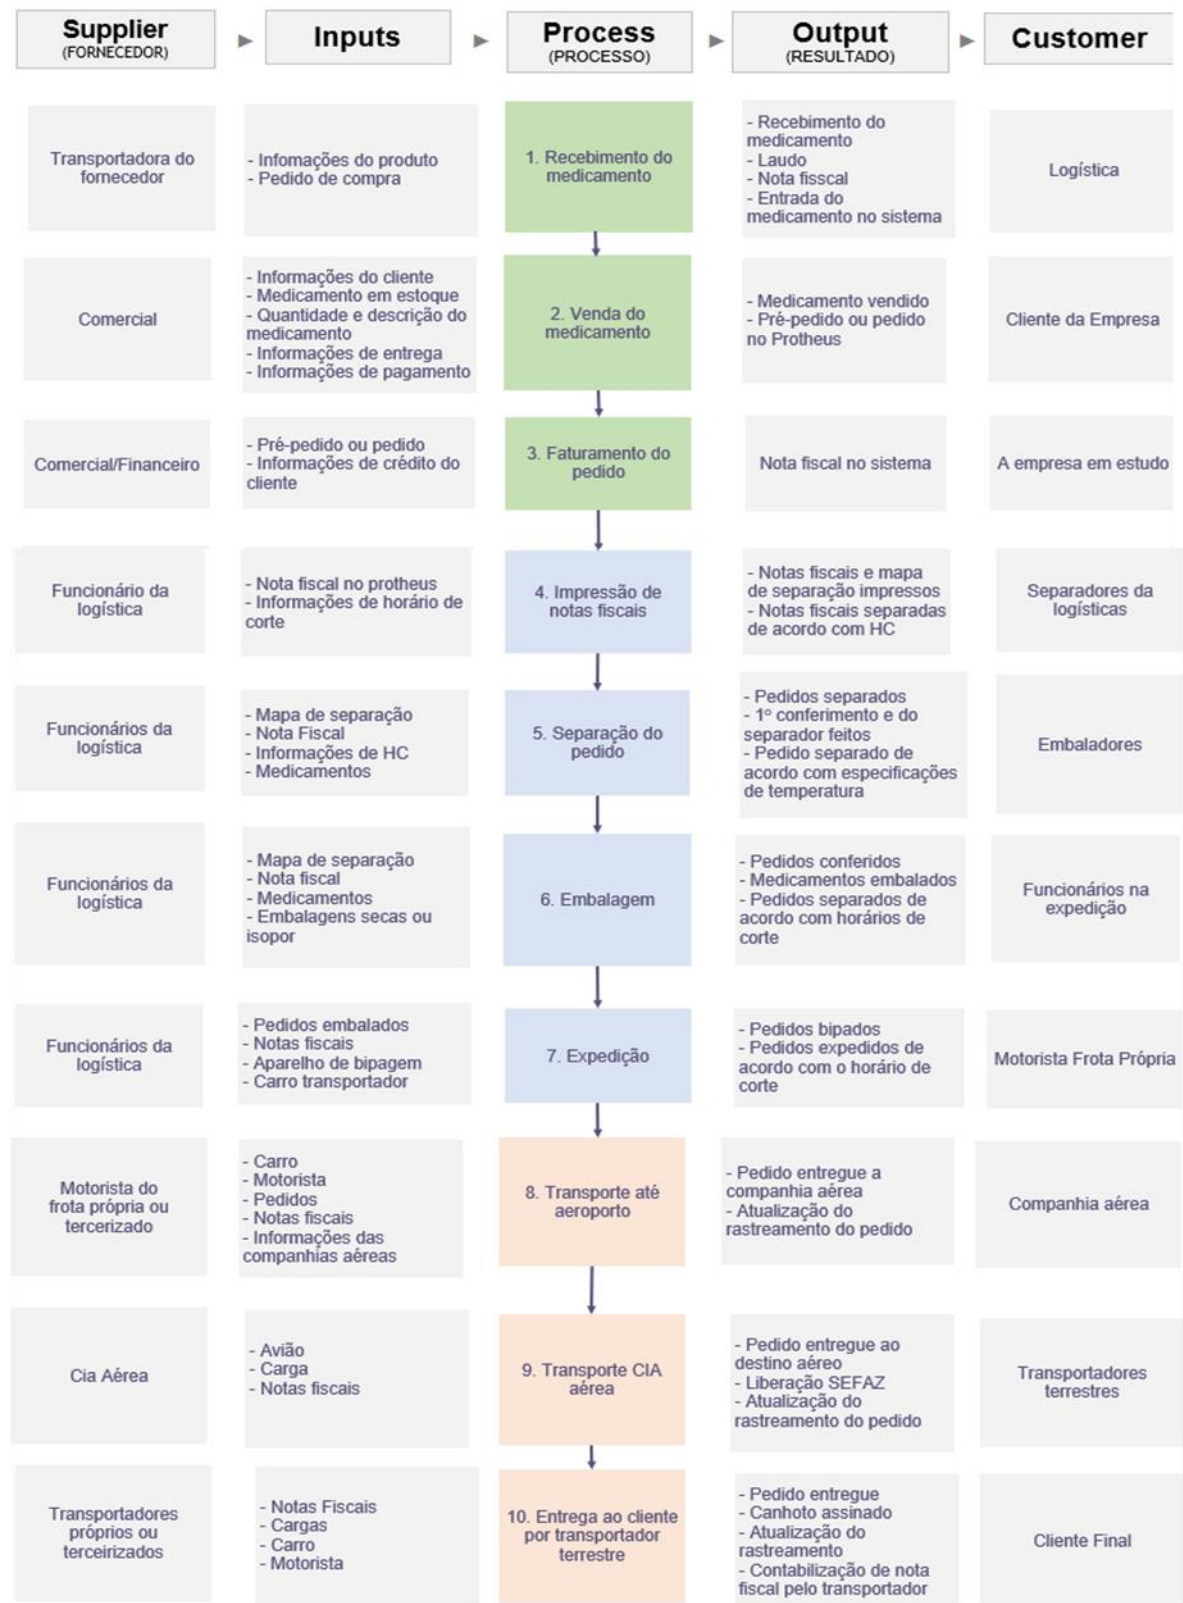 Supplier
(FORNECEDOR)
Inputs
Process
(PROCESSO)
Output
(RESULTADO)
Customer
Transportadora do
fornecedor
- Infomações do produto
- Pedido de compra
1. Recebimento do
medicamento
- Recebimento do
medicamento
- Laudo
- Nota fisscal
- Entrada do
medicamento no sistema
Logística
Comercial
- Informações do cliente
- Medicamento em estoque
- Quantidade e descrição do
medicamento
- Informações de entrega
- Informações de pagamento
2. Venda do
medicamento
- Medicamento vendido
- Pré-pedido ou pedido
no Protheus
Cliente da Empresa
Comercial/Financeiro
- Pré-pedido ou pedido
- Informações de crédito do
cliente
3. Faturamento do
pedido
Nota fiscal no sistema
A empresa em estudo
Funcionário da
logística
- Nota fiscal no protheus
- Informações de horário de
corte
4. Impressão de
notas fiscais
- Notas fiscais e mapa
de separação impressos
- Notas fiscais separadas
de acordo com HC
Separadores da
logísticas
Funcionários da
logística
- Mapa de separação
- Nota Fiscal
- Informações de HC
- Medicamentos
5. Separação do
pedido
- Pedidos separados
- 1º conferimento e do
separador feitos
- Pedido separado de
acordo com especificações
de temperatura
Embaladores
Funcionários da
logística
- Mapa de separação
- Nota fiscal
- Medicamentos
- Embalagens secas ou
isopor
6. Embalagem
- Pedidos conferidos
- Medicamentos embalados
- Pedidos separados de
acordo com horários de
corte
Funcionários na
expedição
Funcionários da
logística
- Pedidos embalados
- Notas fiscais
- Aparelho de bipagem
- Carro transportador
7. Expedição
- Pedidos bipados
- Pedidos expedidos de
acordo com o horário de
corte
Motorista Frota Própria
Motorista do
frota própria ou
tercerizado
- Carro
- Motorista
- Pedidos
- Notas fiscais
- Informações das
companhias aéreas
8. Transporte até
aeroporto
- Pedido entregue a
companhia aérea
- Atualização do
rastreamento do pedido
Companhia aérea
Cia Aérea
- Avião
- Carga
- Notas fiscais
9. Transporte CIA
aérea
- Pedido entregue ao
destino aéreo
- Liberação SEFAZ
- Atualização do
rastreamento do pedido
Transportadores
terrestres
Transportadores
próprios ou
terceirizados
- Notas Fiscais
- Cargas
- Carro
- Motorista
10. Entrega ao cliente
por transportador
terrestre
- Pedido entregue
- Canhoto assinado
- Atualização do
rastreamento
- Contabilização de nota
fiscal pelo transportador
Cliente Final